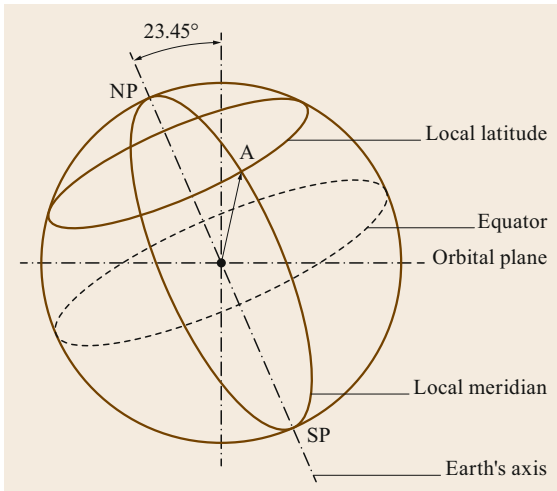 23.45°
NP
Local latitude
A
Equator
Orbital plane
Local meridian
SP
Earth's axis